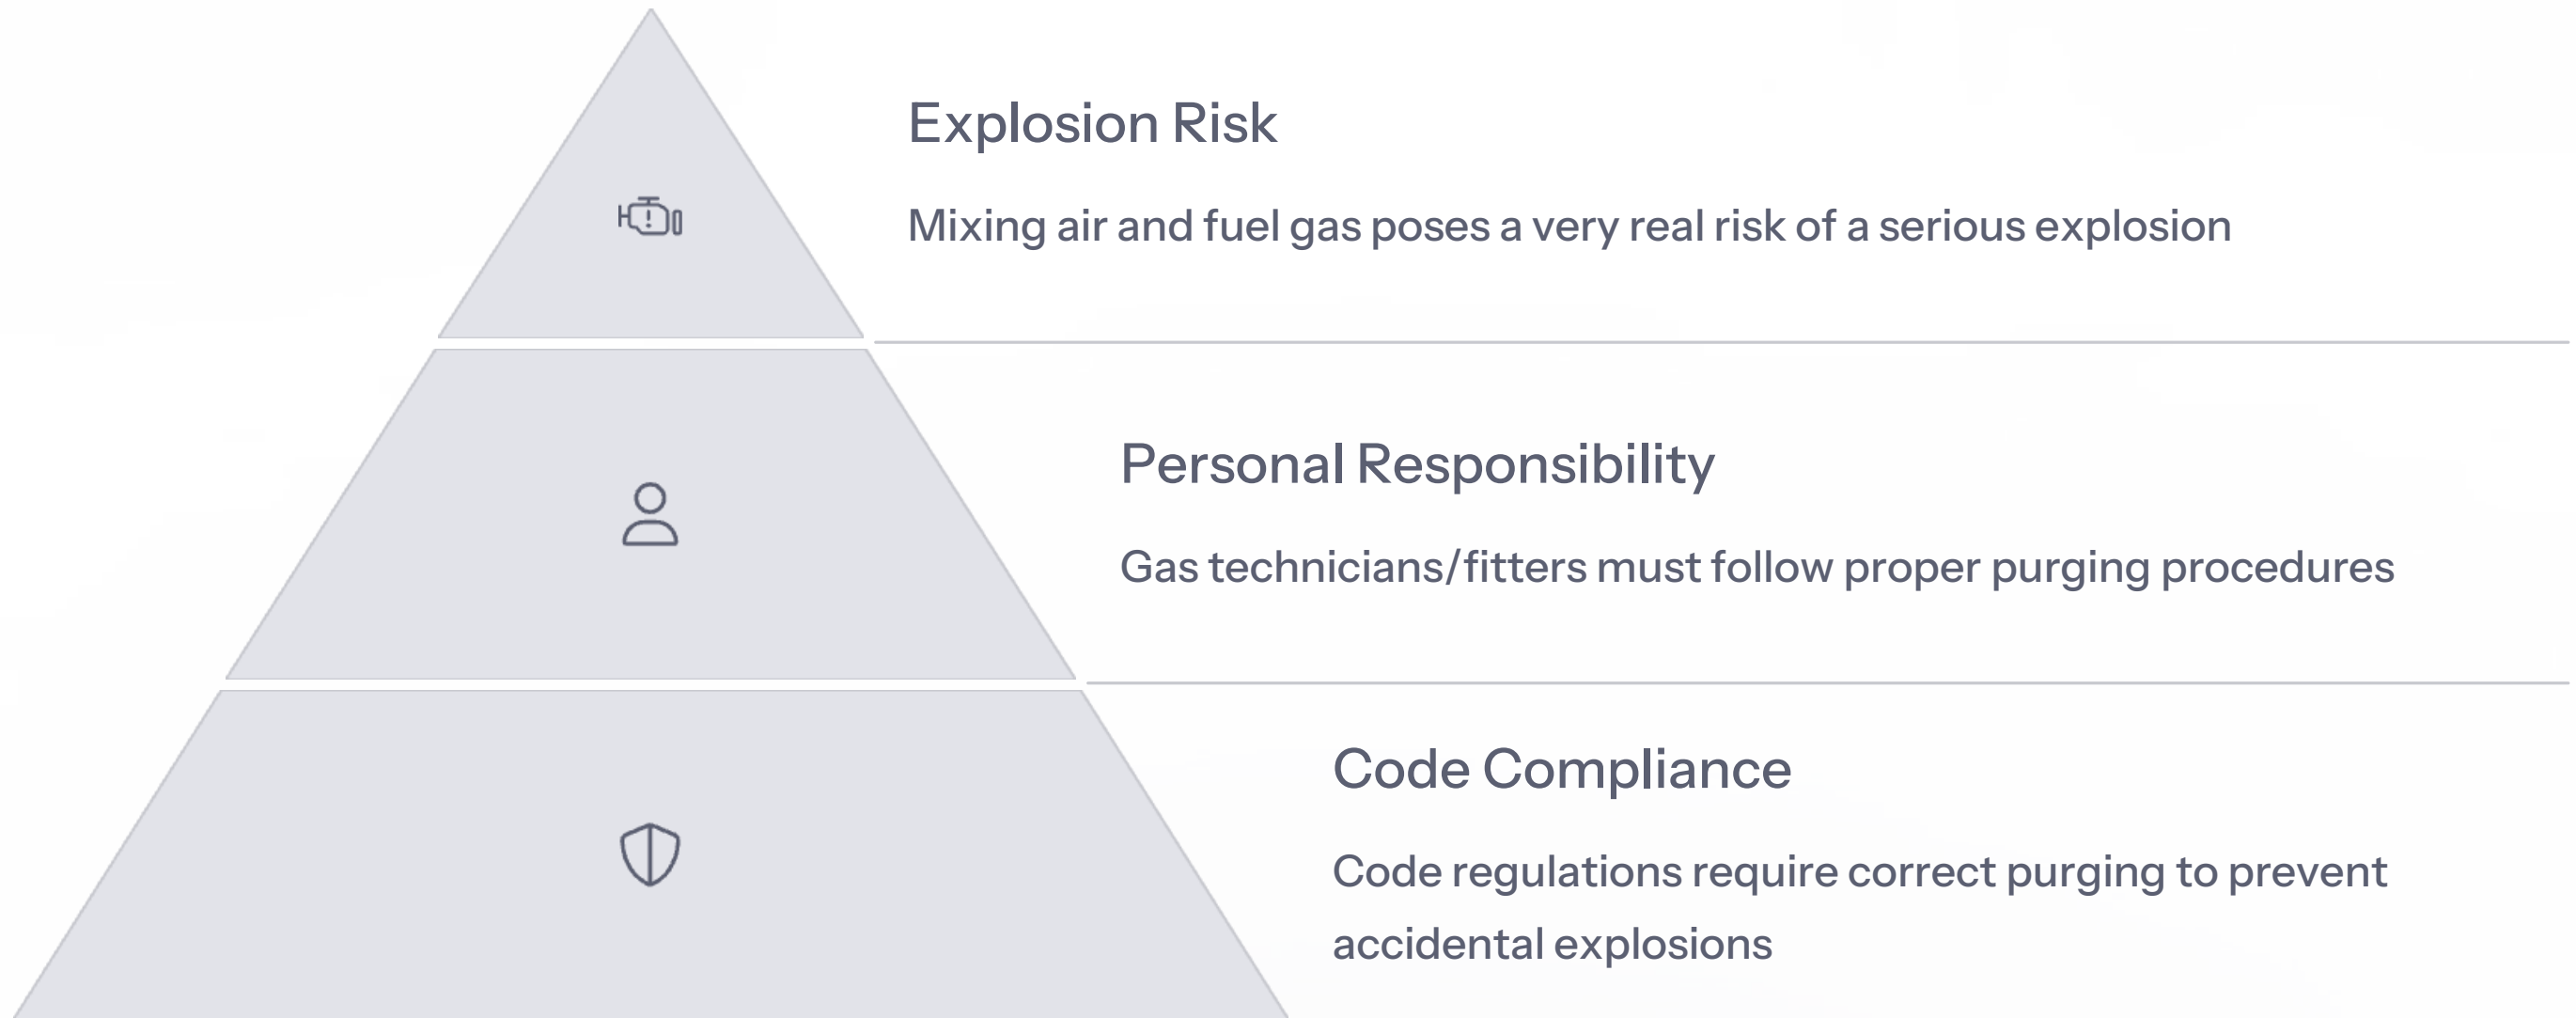 Explosion Risk
Mixing air and fuel gas poses a very real risk of a serious explosion
Personal Responsibility
Gas technicians/fitters must follow proper purging procedures
Code Compliance
Code regulations require correct purging to prevent
accidental explosions